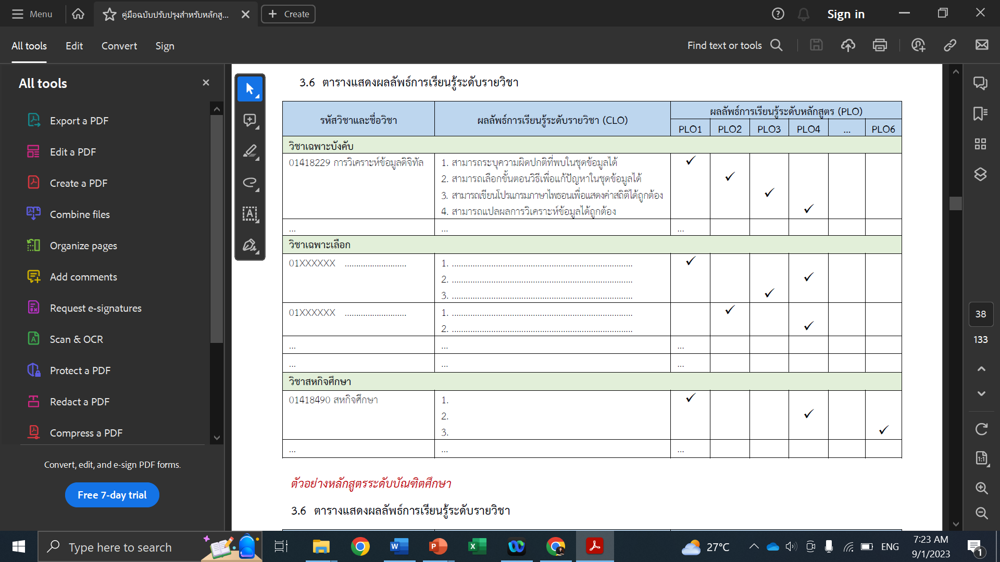 Menu
คู่มือฉบับปรับปรุงสำหรับหลักสู...
Create
Sign in
All tools
Edit
Convert
Sign
Find text or tools
All tools
Export a PDF
Edit a PDF
Create a PDF
Combine files
Organize pages
Add comments
Request e-signatures
Scan & OCR
Protect a PDF
Redact a PDF
Compress a PDF
Convert, edit, and e-sign PDF forms.
Free 7-day trial
3.6 ตารางแสดงผลลัพธ์การเรียนรู้ระดับรายวิชา
รหัสวิชาและชื่อวิชา
ผลลัพธ์การเรียนรู้ระดับรายวิชา (CLO)
ผลลัพธ์การเรียนรู้ระดับหลักสูตร (PLO)
PLO1 PLO2 PLO3 PLO4 ... PLO6
วิชาเฉพาะบังคับ
01418229 การวิเคราะห์ข้อมูลดิจิทัล
1. สามารถระบุความผิดปกติที่พบในชุดข้อมูลได้ ✓
2. สามารถเลือกขั้นตอนวิธีเพื่อแก้ปัญหาในชุดข้อมูลได้ ✓
3. สามารถเขียนโปรแกรมภาษาไพธอนเพื่อแสดงค่าสถิติได้ถูกต้อง ✓
4. สามารถแปลผลการวิเคราะห์ข้อมูลได้ถูกต้อง ✓
... ... ...
วิชาเฉพาะเลือก
01XXXXXX ...........................
1. .............................................................................. ✓
2. .............................................................................. ✓
3. .............................................................................. ✓
01XXXXXX ...........................
1. .............................................................................. ✓
2. .............................................................................. ✓
... ... ...
... ... ...
วิชาสหกิจศึกษา
01418490 สหกิจศึกษา
1. ✓
2. ✓
3. ✓
... ... ...
ตัวอย่างหลักสูตรระดับบัณฑิตศึกษา
3.6 ตารางแสดงผลลัพธ์การเรียนรู้ระดับรายวิชา
38
133
1:1
Type here to search
27°C
ENG
7:23 AM
9/1/2023
1